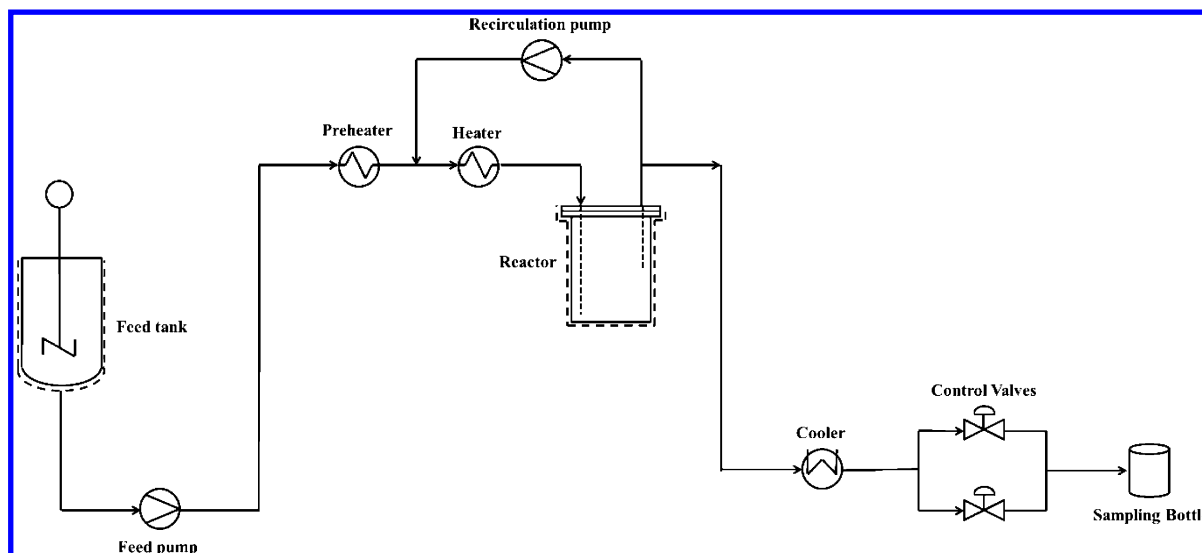 Recirculation pump
Preheater
Heater
Reactor
Feed tank
Control Valves
Cooler
Sampling Bottl
Feed pump